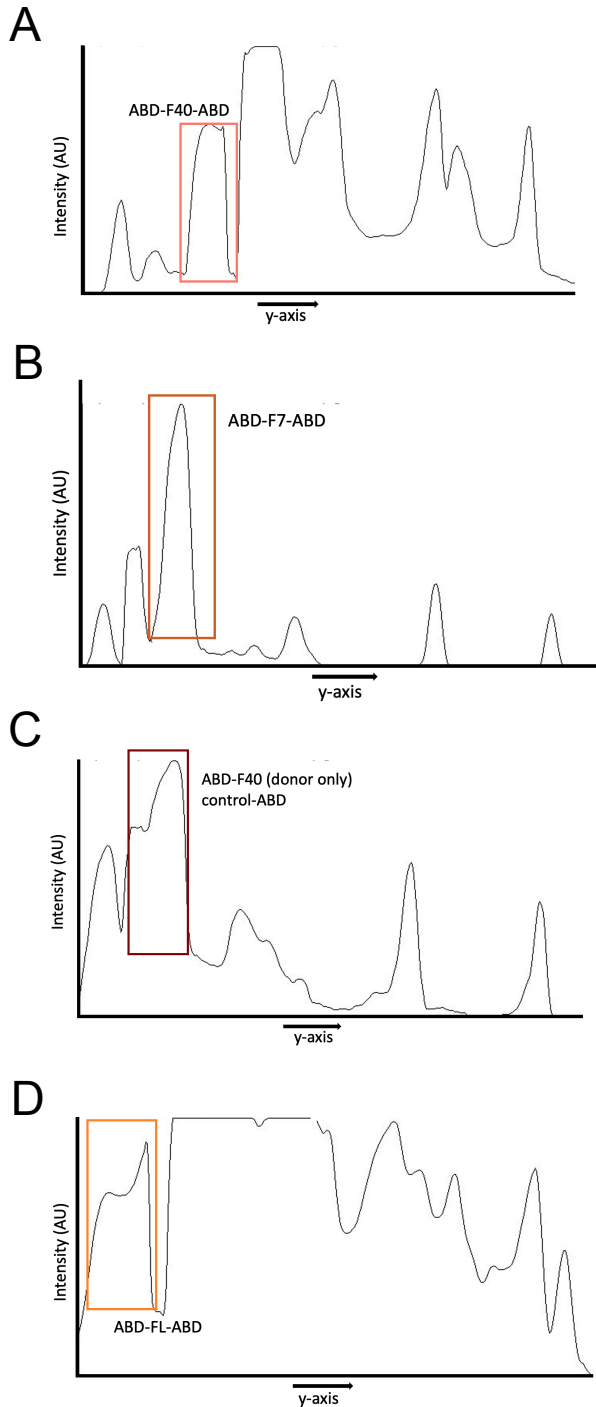 A
ABD-F40-ABD
Intensity (AU)
y-axis
B
ABD-F7-ABD
Intensity (AU)
y-axis
C
ABD-F40 (donor only)
control-ABD
Intensity (AU)
y-axis
D
Intensity (AU)
ABD-FL-ABD
y-axis